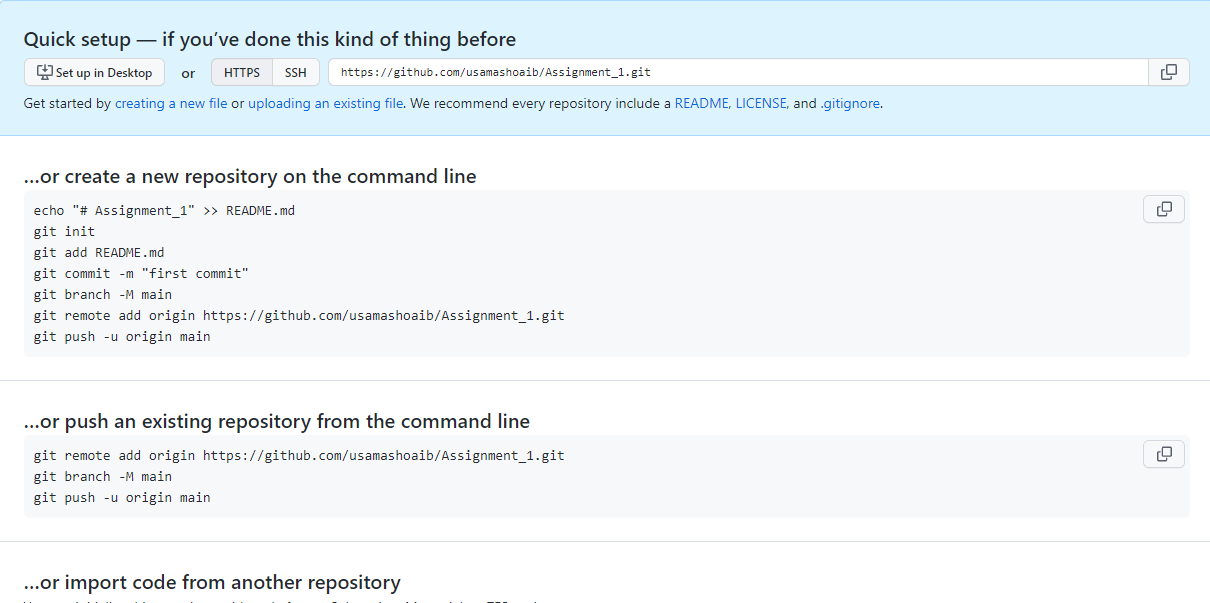 Quick setup — if you’ve done this kind of thing before
Set up in Desktop or HTTPS SSH https://github.com/usamashoaib/Assignment_1.git
Get started by creating a new file or uploading an existing file. We recommend every repository include a README, LICENSE, and .gitignore.
…or create a new repository on the command line
echo "# Assignment_1" >> README.md
git init
git add README.md
git commit -m "first commit"
git branch -M main
git remote add origin https://github.com/usamashoaib/Assignment_1.git
git push -u origin main
…or push an existing repository from the command line
git remote add origin https://github.com/usamashoaib/Assignment_1.git
git branch -M main
git push -u origin main
…or import code from another repository